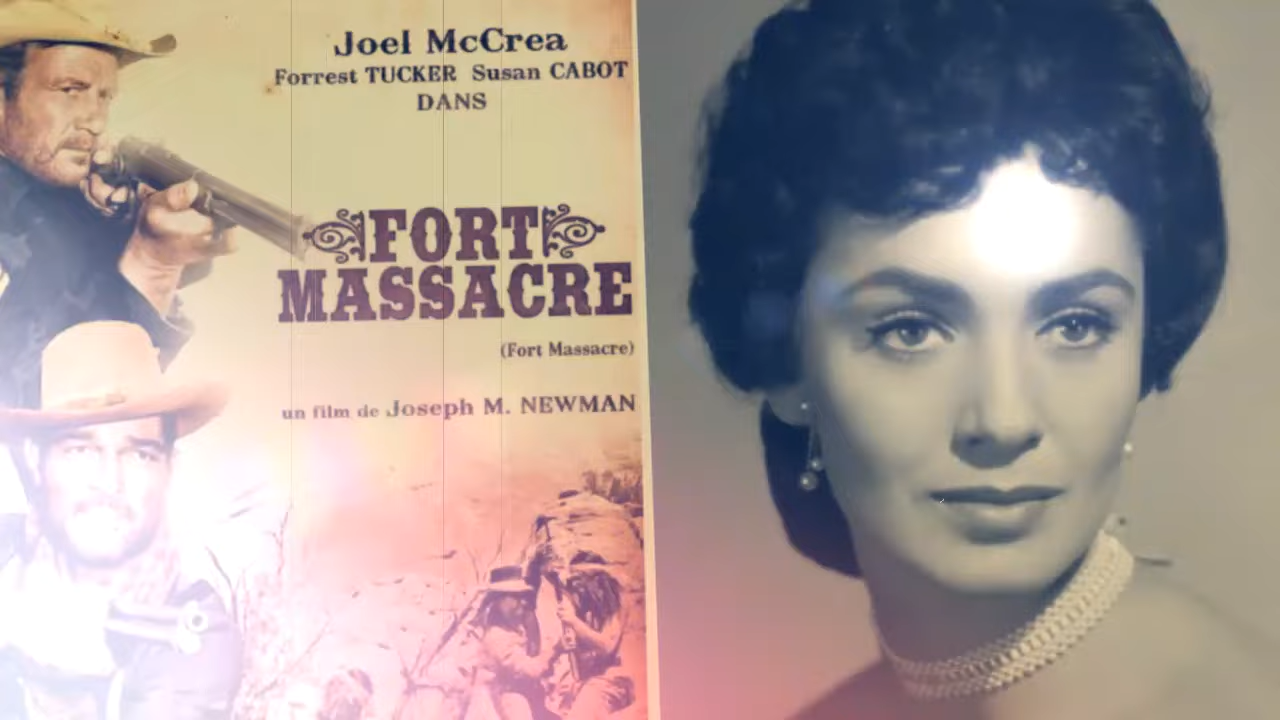 Joel McCrea
Forrest TUCKER Susan CABOT
DANS
FORT
MASSACRE
(Fort Massacre)
un film de Joseph M. NEWMAN